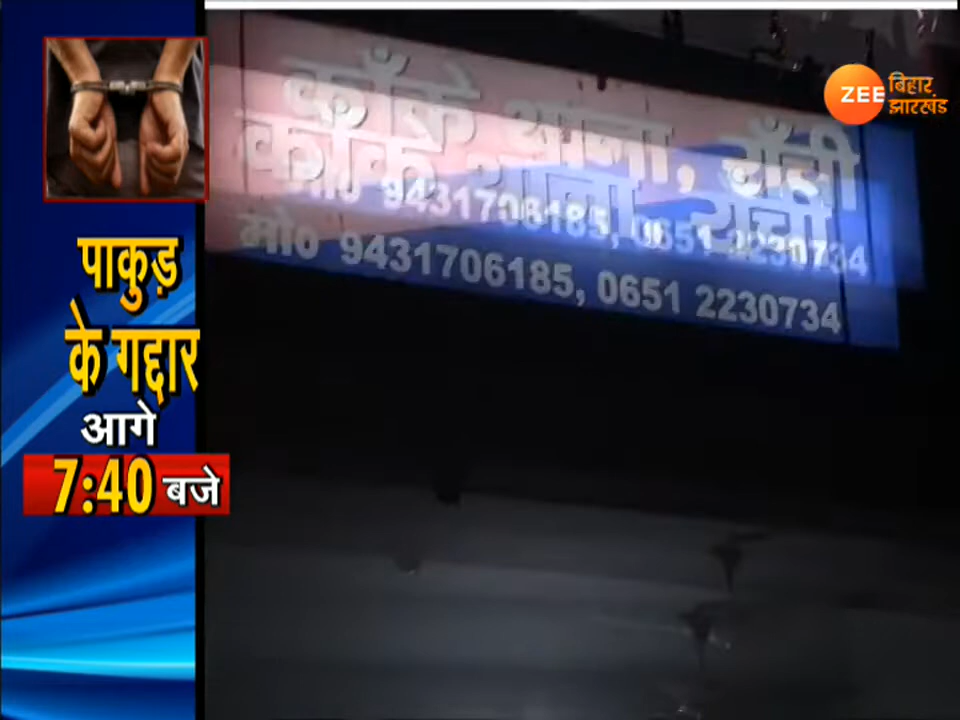 ZEE बिहार झारखंड
काँके थाना, राँची
मो० 9431706185, 0651 2230734
पाकुड़
के गद्दार
आगे
7:40 बजे